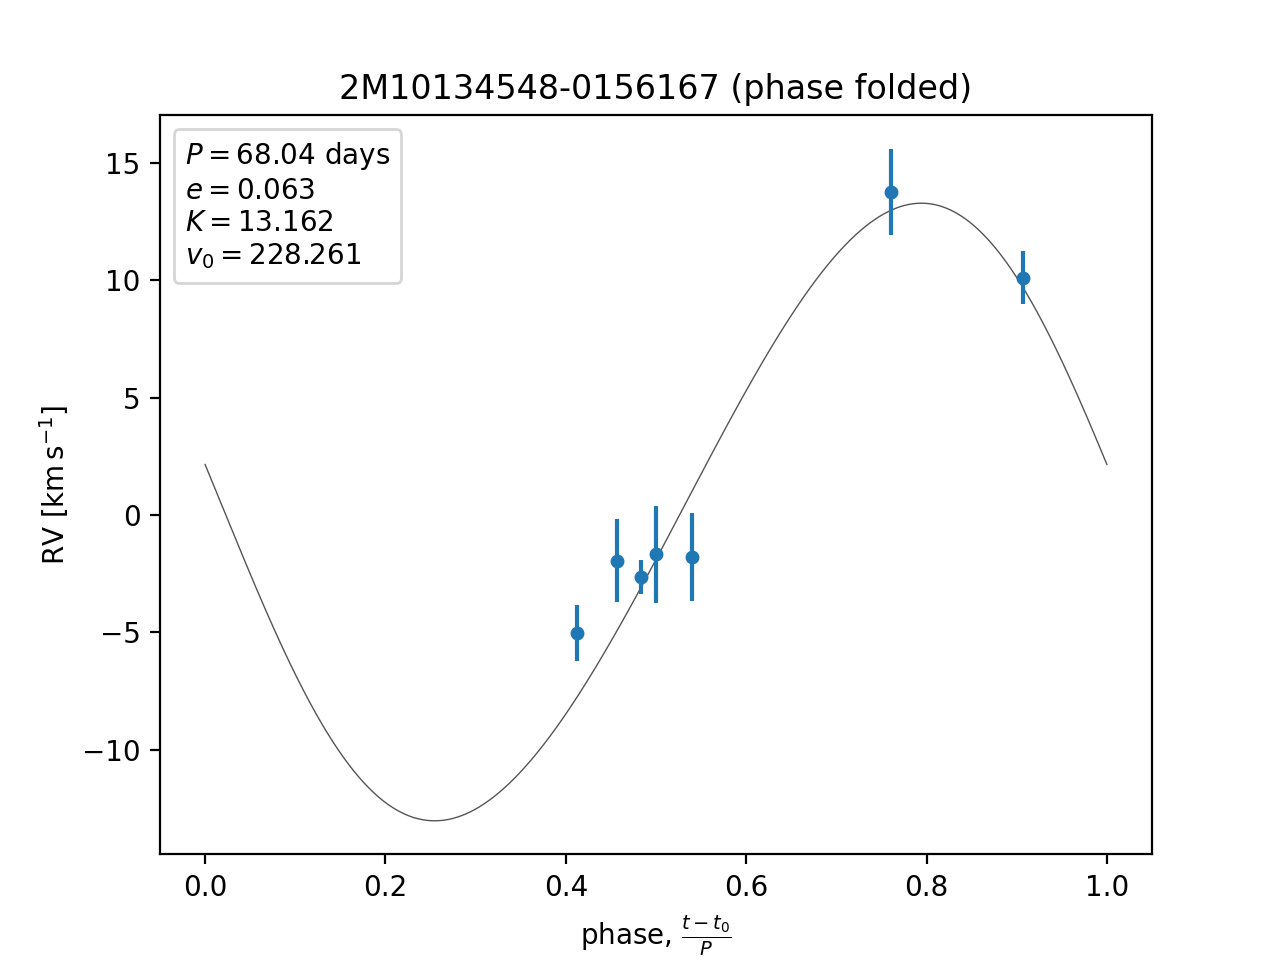 2M10134548-0156167 (phase folded)
P = 68.04 days
e = 0.063
K = 13.162
v₀ = 228.261
15
10
5
0
−5
−10
RV [km s⁻¹]
0.0 0.2 0.4 0.6 0.8 1.0
phase, (t − t₀)/P